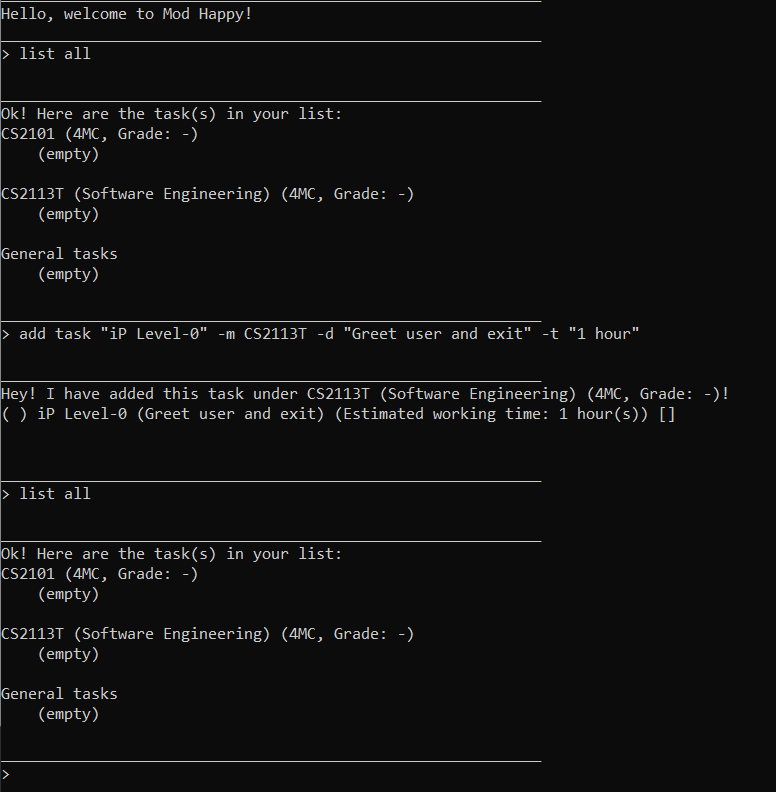 Hello, welcome to Mod Happy!
> list all
Ok! Here are the task(s) in your list:
CS2101 (4MC, Grade: -)
(empty)
CS2113T (Software Engineering) (4MC, Grade: -)
(empty)
General tasks
(empty)
> add task "iP Level-0" -m CS2113T -d "Greet user and exit" -t "1 hour"
Hey! I have added this task under CS2113T (Software Engineering) (4MC, Grade: -)!
( ) iP Level-0 (Greet user and exit) (Estimated working time: 1 hour(s)) []
> list all
Ok! Here are the task(s) in your list:
CS2101 (4MC, Grade: -)
(empty)
CS2113T (Software Engineering) (4MC, Grade: -)
(empty)
General tasks
(empty)
>